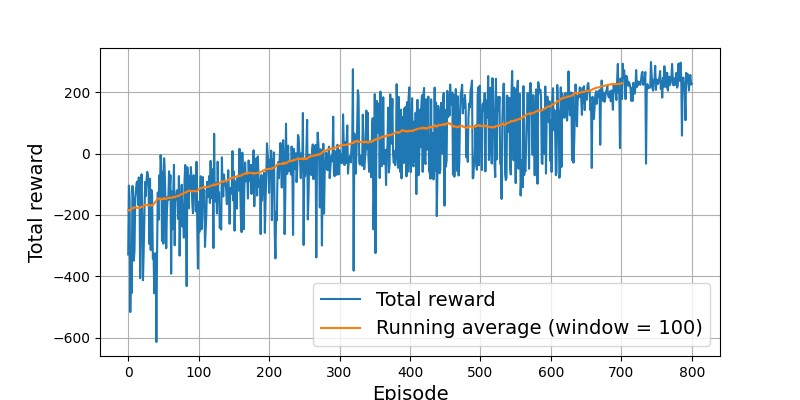 200
0
−200
−400
−600
Total reward
Total reward
Running average (window = 100)
0 100 200 300 400 500 600 700 800
Episode